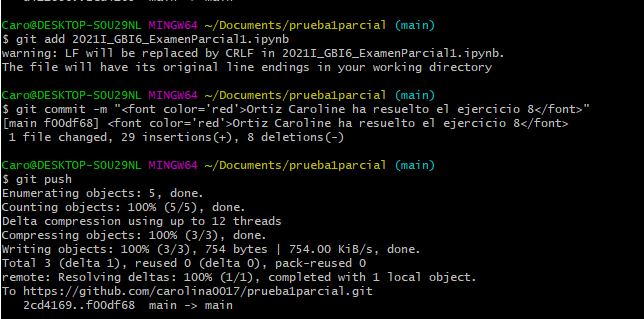 Caro@DESKTOP-SOU29NL MINGW64 ~/Documents/prueba1parcial (main)
$ git add 2021I_GBI6_ExamenParcial1.ipynb
warning: LF will be replaced by CRLF in 2021I_GBI6_ExamenParcial1.ipynb.
The file will have its original line endings in your working directory
Caro@DESKTOP-SOU29NL MINGW64 ~/Documents/prueba1parcial (main)
$ git commit -m "<font color='red'>Ortiz Caroline ha resuelto el ejercicio 8</font>"
[main f00df68] <font color='red'>Ortiz Caroline ha resuelto el ejercicio 8</font>
 1 file changed, 29 insertions(+), 8 deletions(-)
Caro@DESKTOP-SOU29NL MINGW64 ~/Documents/prueba1parcial (main)
$ git push
Enumerating objects: 5, done.
Counting objects: 100% (5/5), done.
Delta compression using up to 12 threads
Compressing objects: 100% (3/3), done.
Writing objects: 100% (3/3), 754 bytes | 754.00 KiB/s, done.
Total 3 (delta 1), reused 0 (delta 0), pack-reused 0
remote: Resolving deltas: 100% (1/1), completed with 1 local object.
To https://github.com/carolina0017/prueba1parcial.git
   2cd4169..f00df68  main -> main